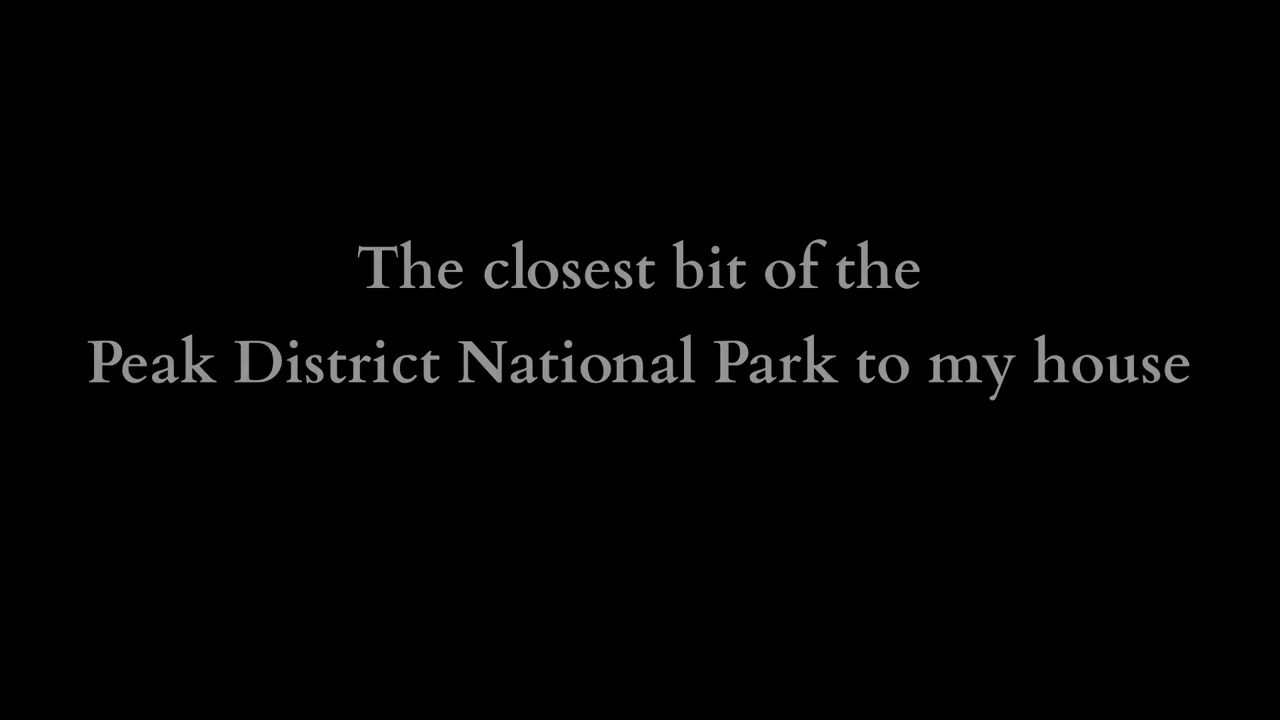 The closest bit of the
Peak District National Park to my house